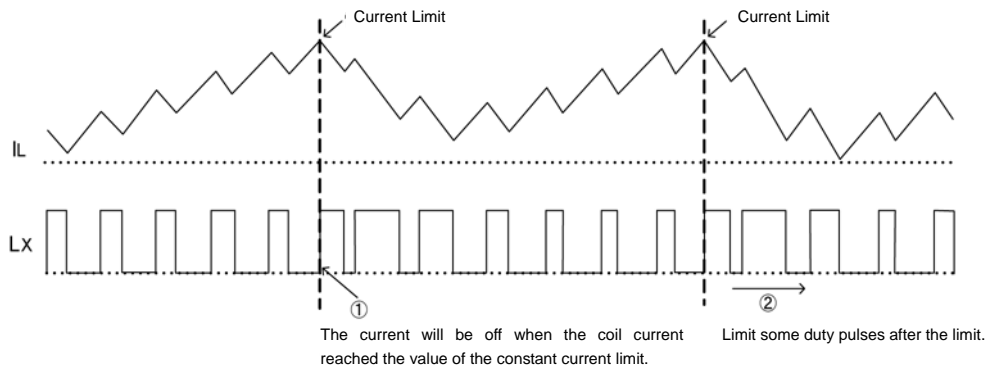 Current Limit
Current Limit
IL
LX
①
②
The current will be off when the coil current
reached the value of the constant current limit.
Limit some duty pulses after the limit.